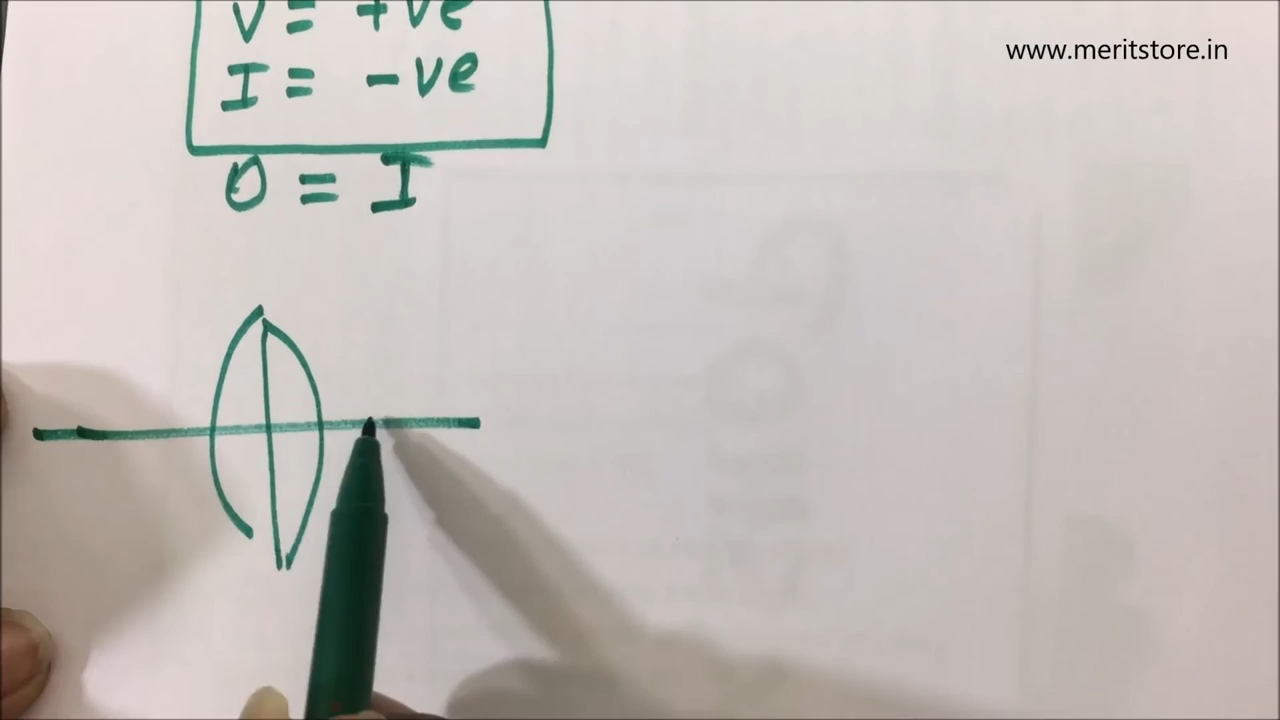 V = +ve
I = -ve
O = I
www.meritstore.in